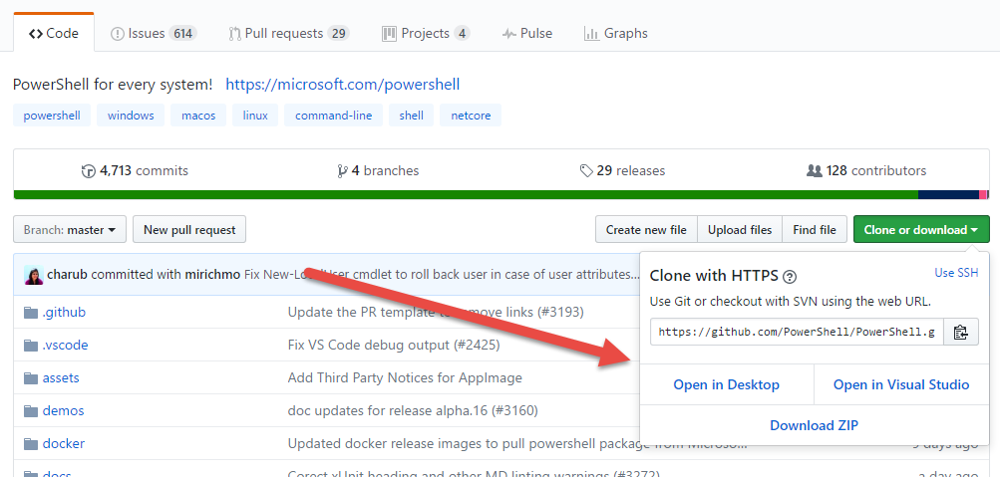 Code Issues 614 Pull requests 29 Projects 4 Pulse Graphs
PowerShell for every system! https://microsoft.com/powershell
powershell windows macos linux command-line shell netcore
4,713 commits 4 branches 29 releases 128 contributors
Branch: master New pull request Create new file Upload files Find file Clone or download
charub committed with mirichmo Fix cmdlet to roll back user in case of user attributes...
Clone with HTTPS ? Use SSH
Use Git or checkout with SVN using the web URL.
https://github.com/PowerShell/PowerShell.g
Open in Desktop Open in Visual Studio
Download ZIP
.github Update the PR template to remove links (#3193)
.vscode Fix VS Code debug output (#2425)
assets Add Third Party Notices for AppImage
demos doc updates for release alpha.16 (#3160)
docker Updated docker release images to pull powershell package from Microso... 9 days ago
docs Corect xUnit heading and other MD linting warnings (#3272) a day ago